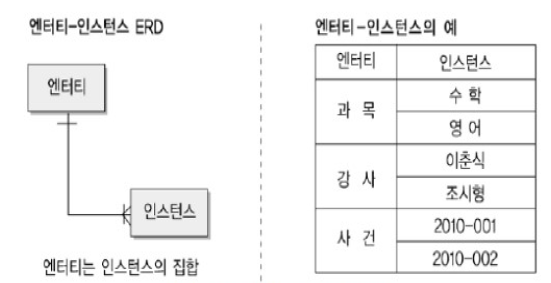 엔터티-인스턴스 ERD
엔터티
인스턴스
엔터티는 인스턴스의 집합
엔터티-인스턴스의 예
엔터티 인스턴스
과 목
수 학
영 어
강 사
이춘식
조시형
사 건
2010-001
2010-002